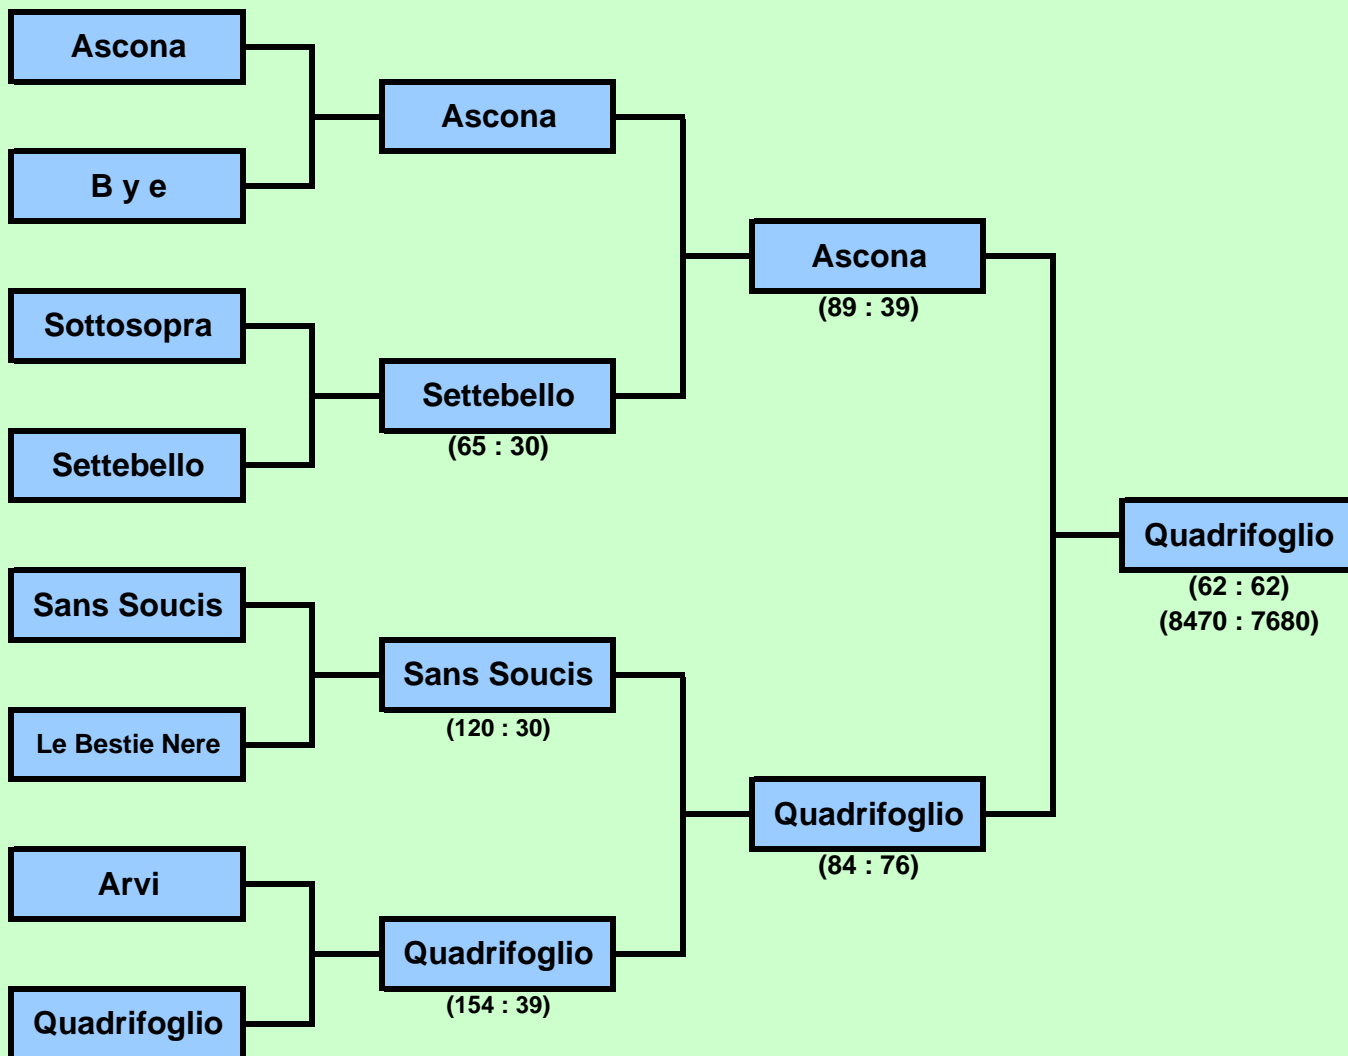 Ascona
B y e
Sottosopra
Settebello
Sans Soucis
Le Bestie Nere
Arvi
Quadrifoglio
Ascona
Settebello
(65 : 30)
Sans Soucis
(120 : 30)
Quadrifoglio
(154 : 39)
Ascona
(89 : 39)
Quadrifoglio
(84 : 76)
Quadrifoglio
(62 : 62)
(8470 : 7680)